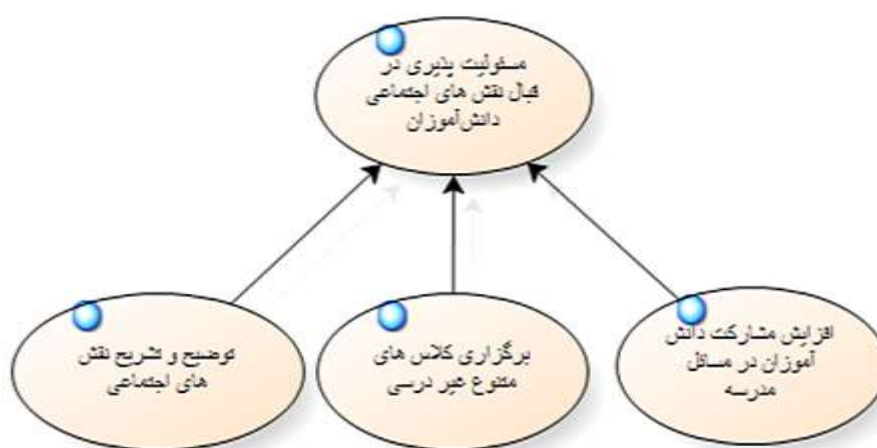 مسئولیت پذیری در
قبال نقش های اجتماعی
دانش‌آموزان
افزایش مشارکت دانش
آموزان در مسائل
مدرسه
برگزاری کلاس های
متنوع غیر درسی
توضیح و تشریح نقش
های اجتماعی